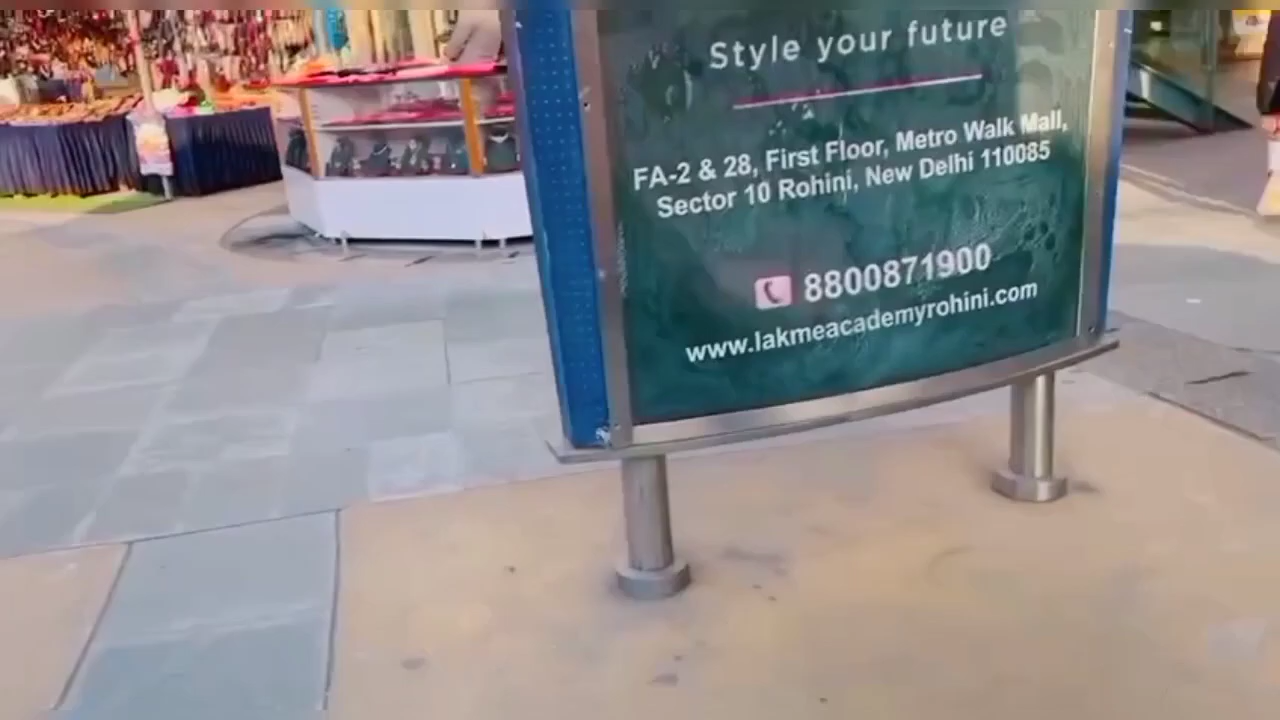 Style your future
FA-2 & 28, First Floor, Metro Walk Mall,
Sector 10 Rohini, New Delhi 110085
8800871900
www.lakmeacademyrohini.com